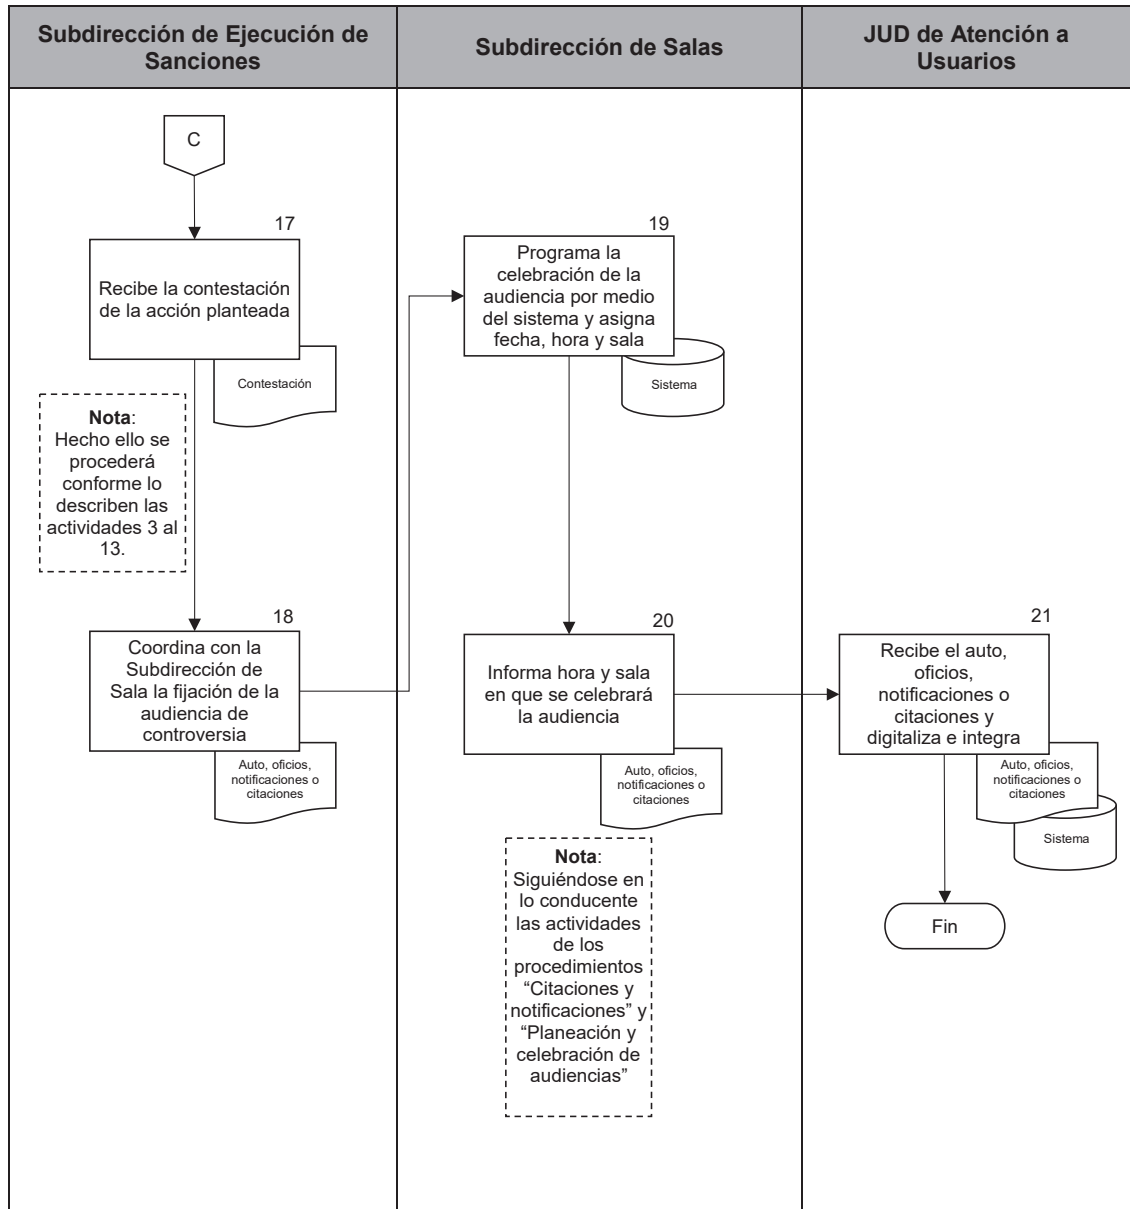 Subdirección de Ejecución de
Sanciones
Subdirección de Salas
JUD de Atención a
Usuarios
C
17
Recibe la contestación
de la acción planteada
Contestación
Nota:
Hecho ello se
procederá
conforme lo
describen las
actividades 3 al
13.
18
Coordina con la
Subdirección de
Sala la fijación de la
audiencia de
controversia
Auto, oficios,
notificaciones o
citaciones
19
Programa la
celebración de la
audiencia por medio
del sistema y asigna
fecha, hora y sala
Sistema
20
Informa hora y sala
en que se celebrará
la audiencia
Auto, oficios,
notificaciones o
citaciones
Nota:
Siguiéndose en
lo conducente
las actividades
de los
procedimientos
“Citaciones y
notificaciones” y
“Planeación y
celebración de
audiencias”
21
Recibe el auto,
oficios,
notificaciones o
citaciones y
digitaliza e integra
Auto, oficios,
notificaciones o
citaciones
Sistema
Fin